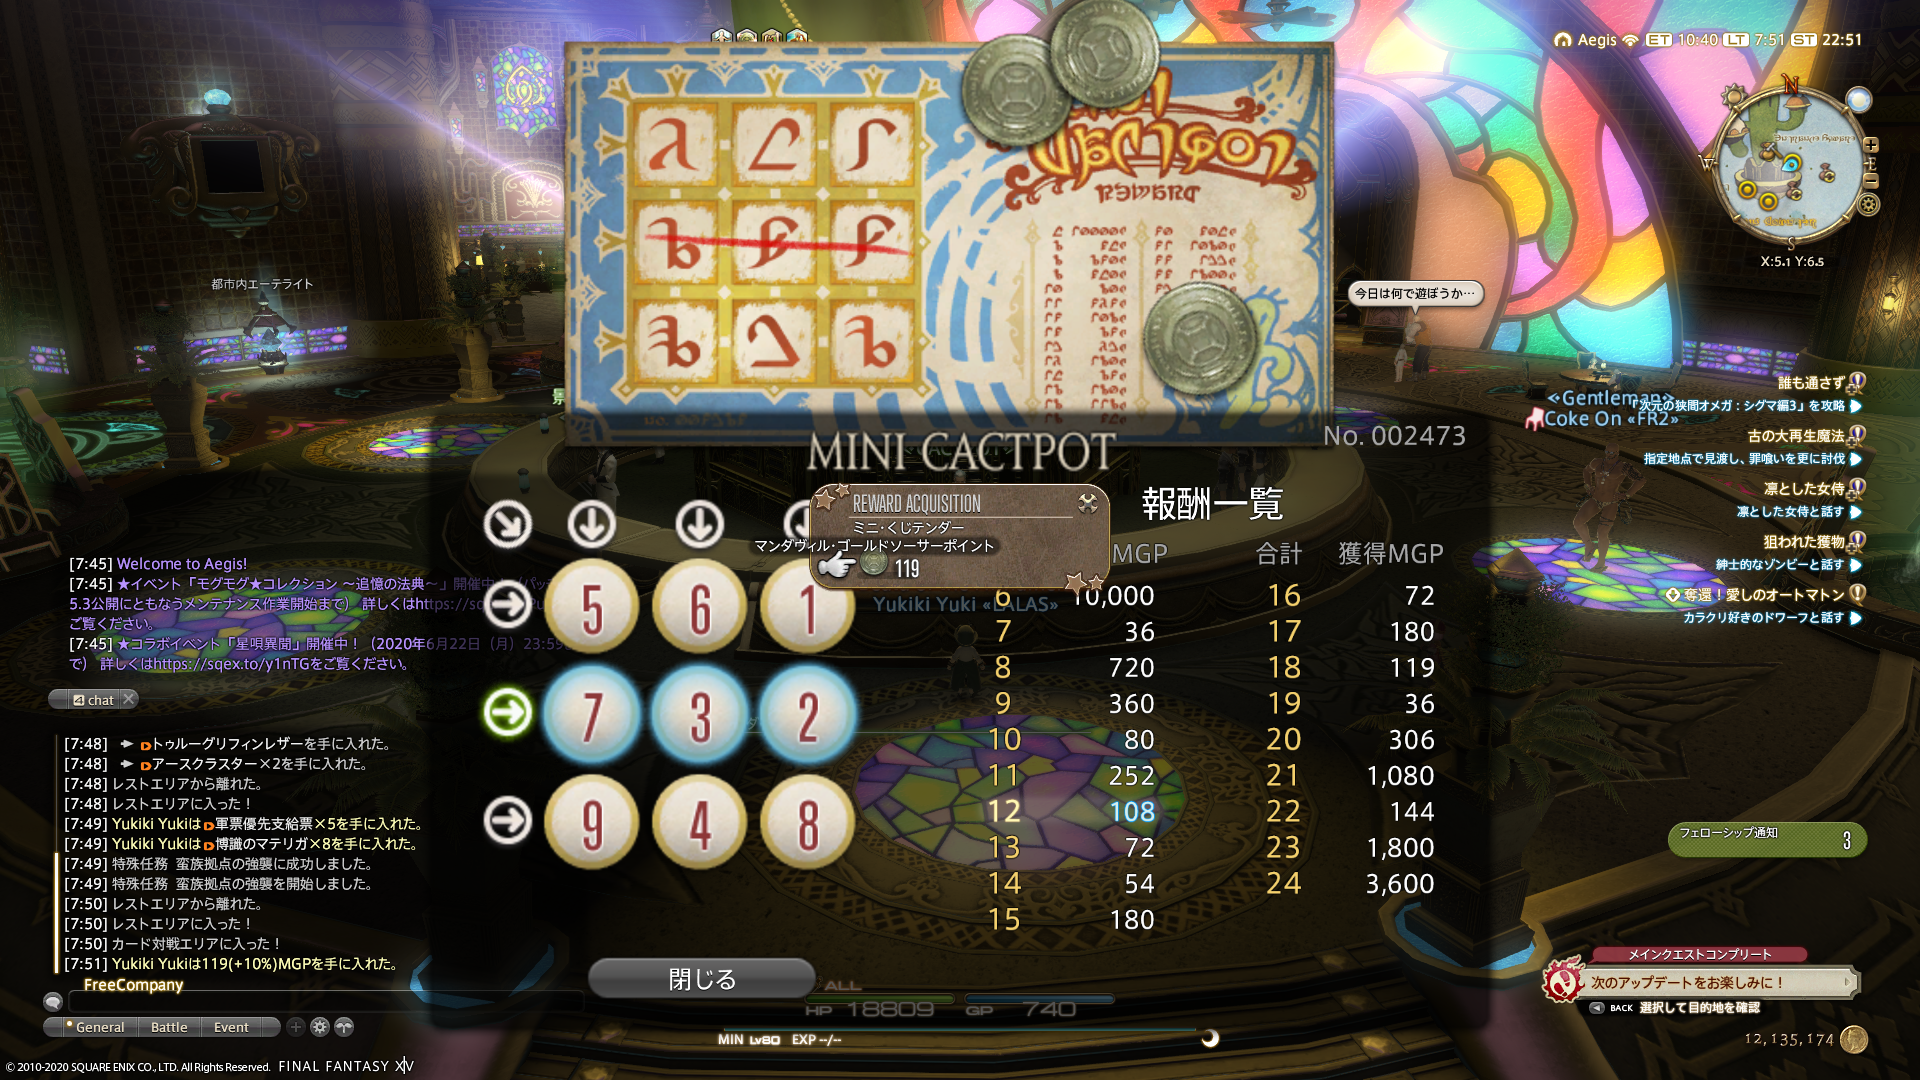 Aegis ET 10:40 LT 7:51 ST 22:51
N
W
E
S
X:5.1 Y:6.5
都市内エーテライト
今日は何で遊ぼうか…
誰も通さず
「次元の狭間オメガ：シグマ編3」を攻略
古の大再生魔法
指定地点で見渡し、罪喰いを更に討伐
凛とした女侍
凛とした女侍と話す
狙われた獲物
紳士的なゾンビーと話す
奪還！愛しのオートマトン
カラクリ好きのドワーフと話す
«Gentleman»
Coke On «FR2»
No. 002473
MINI CACTPOT
REWARD ACQUISITION
ミニ・くじテンダー
マンダヴィル・ゴールドソーサーポイント
119
Yukiki Yuki «LALAS»
報酬一覧
MGP 合計 獲得MGP
6 10,000 16 72
7 36 17 180
8 720 18 119
9 360 19 36
10 80 20 306
11 252 21 1,080
12 108 22 144
13 72 23 1,800
14 54 24 3,600
15 180
5 6 1
7 3 2
9 4 8
閉じる
[7:45] Welcome to Aegis!
[7:45] ★イベント「モグモグ★コレクション ～追憶の法典～」開催中
5.3公開にともなうメンテナンス作業開始まで） 詳しくはhttps://sq
ご覧ください。
[7:45] ★コラボイベント「星唄異聞」開催中！（2020年6月22日（月）23:59
で） 詳しくはhttps://sqex.to/y1nTGをご覧ください。
4 chat
[7:48] トゥルーグリフィンレザーを手に入れた。
[7:48] アースクラスター×2を手に入れた。
[7:48] レストエリアから離れた。
[7:48] レストエリアに入った！
[7:49] Yukiki Yukiは軍票優先支給票×5を手に入れた。
[7:49] Yukiki Yukiは博識のマテリガ×8を手に入れた。
[7:49] 特殊任務 蛮族拠点の強襲に成功しました。
[7:49] 特殊任務 蛮族拠点の強襲を開始しました。
[7:50] レストエリアから離れた。
[7:50] レストエリアに入った！
[7:50] カード対戦エリアに入った！
[7:51] Yukiki Yukiは119(+10%)MGPを手に入れた。
FreeCompany
General Battle Event
ALL
HP 18809 GP 740
MIN Lv80 EXP --/--
フェローシップ通知 3
メインクエストコンプリート
次のアップデートをお楽しみに！
BACK 選択して目的地を確認
12,135,174
© 2010-2020 SQUARE ENIX CO., LTD. All Rights Reserved. FINAL FANTASY XIV